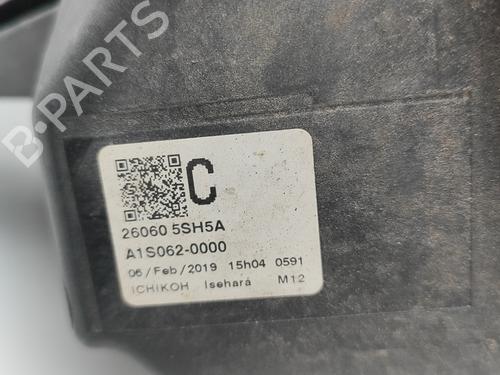 B-PARTS
C
26060 5SH5A
A1S062-0000
06/Feb/2019 15h04 0591
ICHIKOH Isehara M12